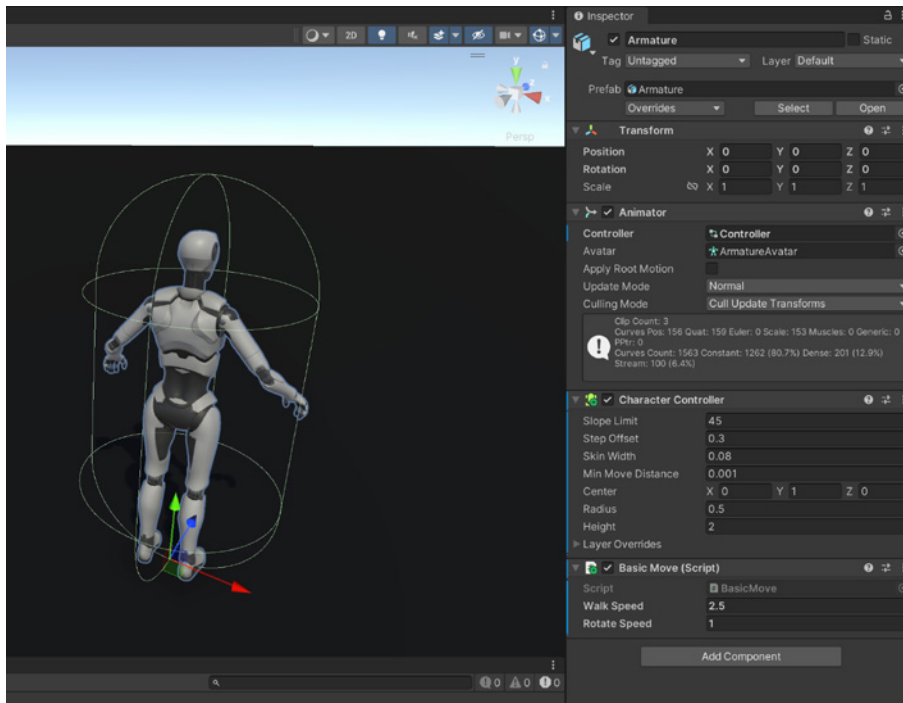 Inspector
2D
Armature
Static
Tag Untagged
Layer Default
Prefab Armature
Overrides
Select
Open
y
x
Persp
Transform
Position X 0 Y 0 Z 0
Rotation X 0 Y 0 Z 0
Scale X 1 Y 1 Z 1
Animator
Controller Controller
Avatar ArmatureAvatar
Apply Root Motion
Update Mode Normal
Culling Mode Cull Update Transforms
Clip Count: 3
Curves Pos: 156 Quat: 159 Euler: 0 Scale: 153 Muscles: 0 Generic: 0
PPtr: 0
Curves Count: 1563 Constant: 1262 (80.7%) Dense: 201 (12.9%)
Stream: 100 (6.4%)
Character Controller
Slope Limit 45
Step Offset 0.3
Skin Width 0.08
Min Move Distance 0.001
Center X 0 Y 1 Z 0
Radius 0.5
Height 2
Layer Overrides
Basic Move (Script)
Script BasicMove
Walk Speed 2.5
Rotate Speed 1
Add Component
0 0 0